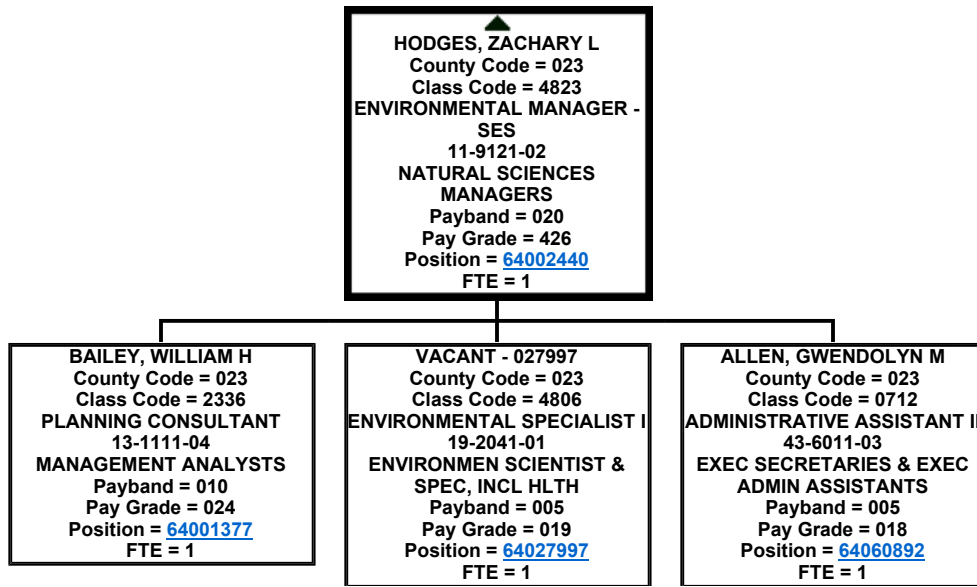 HODGES, ZACHARY L
County Code = 023
Class Code = 4823
ENVIRONMENTAL MANAGER -
SES
11-9121-02
NATURAL SCIENCES
MANAGERS
Payband = 020
Pay Grade = 426
Position = 64002440
FTE = 1
BAILEY, WILLIAM H
County Code = 023
Class Code = 2336
PLANNING CONSULTANT
13-1111-04
MANAGEMENT ANALYSTS
Payband = 010
Pay Grade = 024
Position = 64001377
FTE = 1
VACANT - 027997
County Code = 023
Class Code = 4806
ENVIRONMENTAL SPECIALIST I
19-2041-01
ENVIRONMEN SCIENTIST &
SPEC, INCL HLTH
Payband = 005
Pay Grade = 019
Position = 64027997
FTE = 1
ALLEN, GWENDOLYN M
County Code = 023
Class Code = 0712
ADMINISTRATIVE ASSISTANT II
43-6011-03
EXEC SECRETARIES & EXEC
ADMIN ASSISTANTS
Payband = 005
Pay Grade = 018
Position = 64060892
FTE = 1